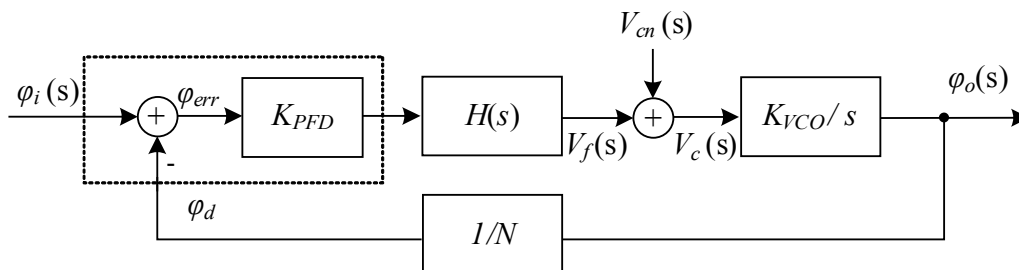 V_cn (s)
φ_i (s)
φ_err
φ_o(s)
+
K_PFD
H(s)
+
K_VCO / s
V_f (s)
V_c (s)
-
φ_d
1/N